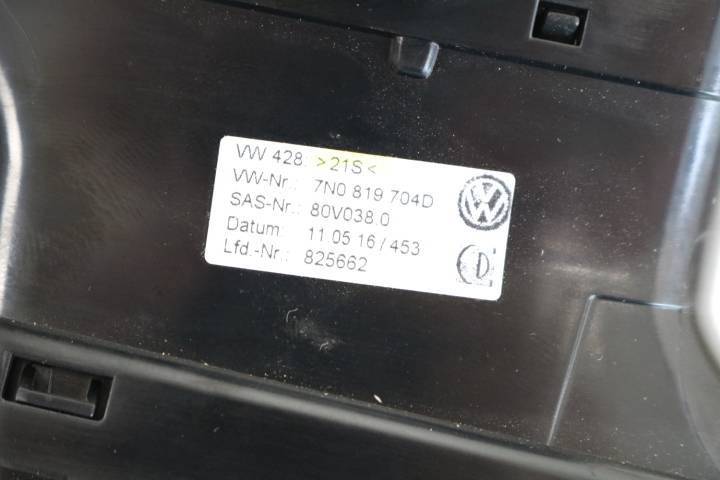 VW 428 >21S<
VW-Nr.: 7N0 819 704D
SAS-Nr.: 80V038.0
Datum: 11.05.16 / 453
Lfd.-Nr.: 825662